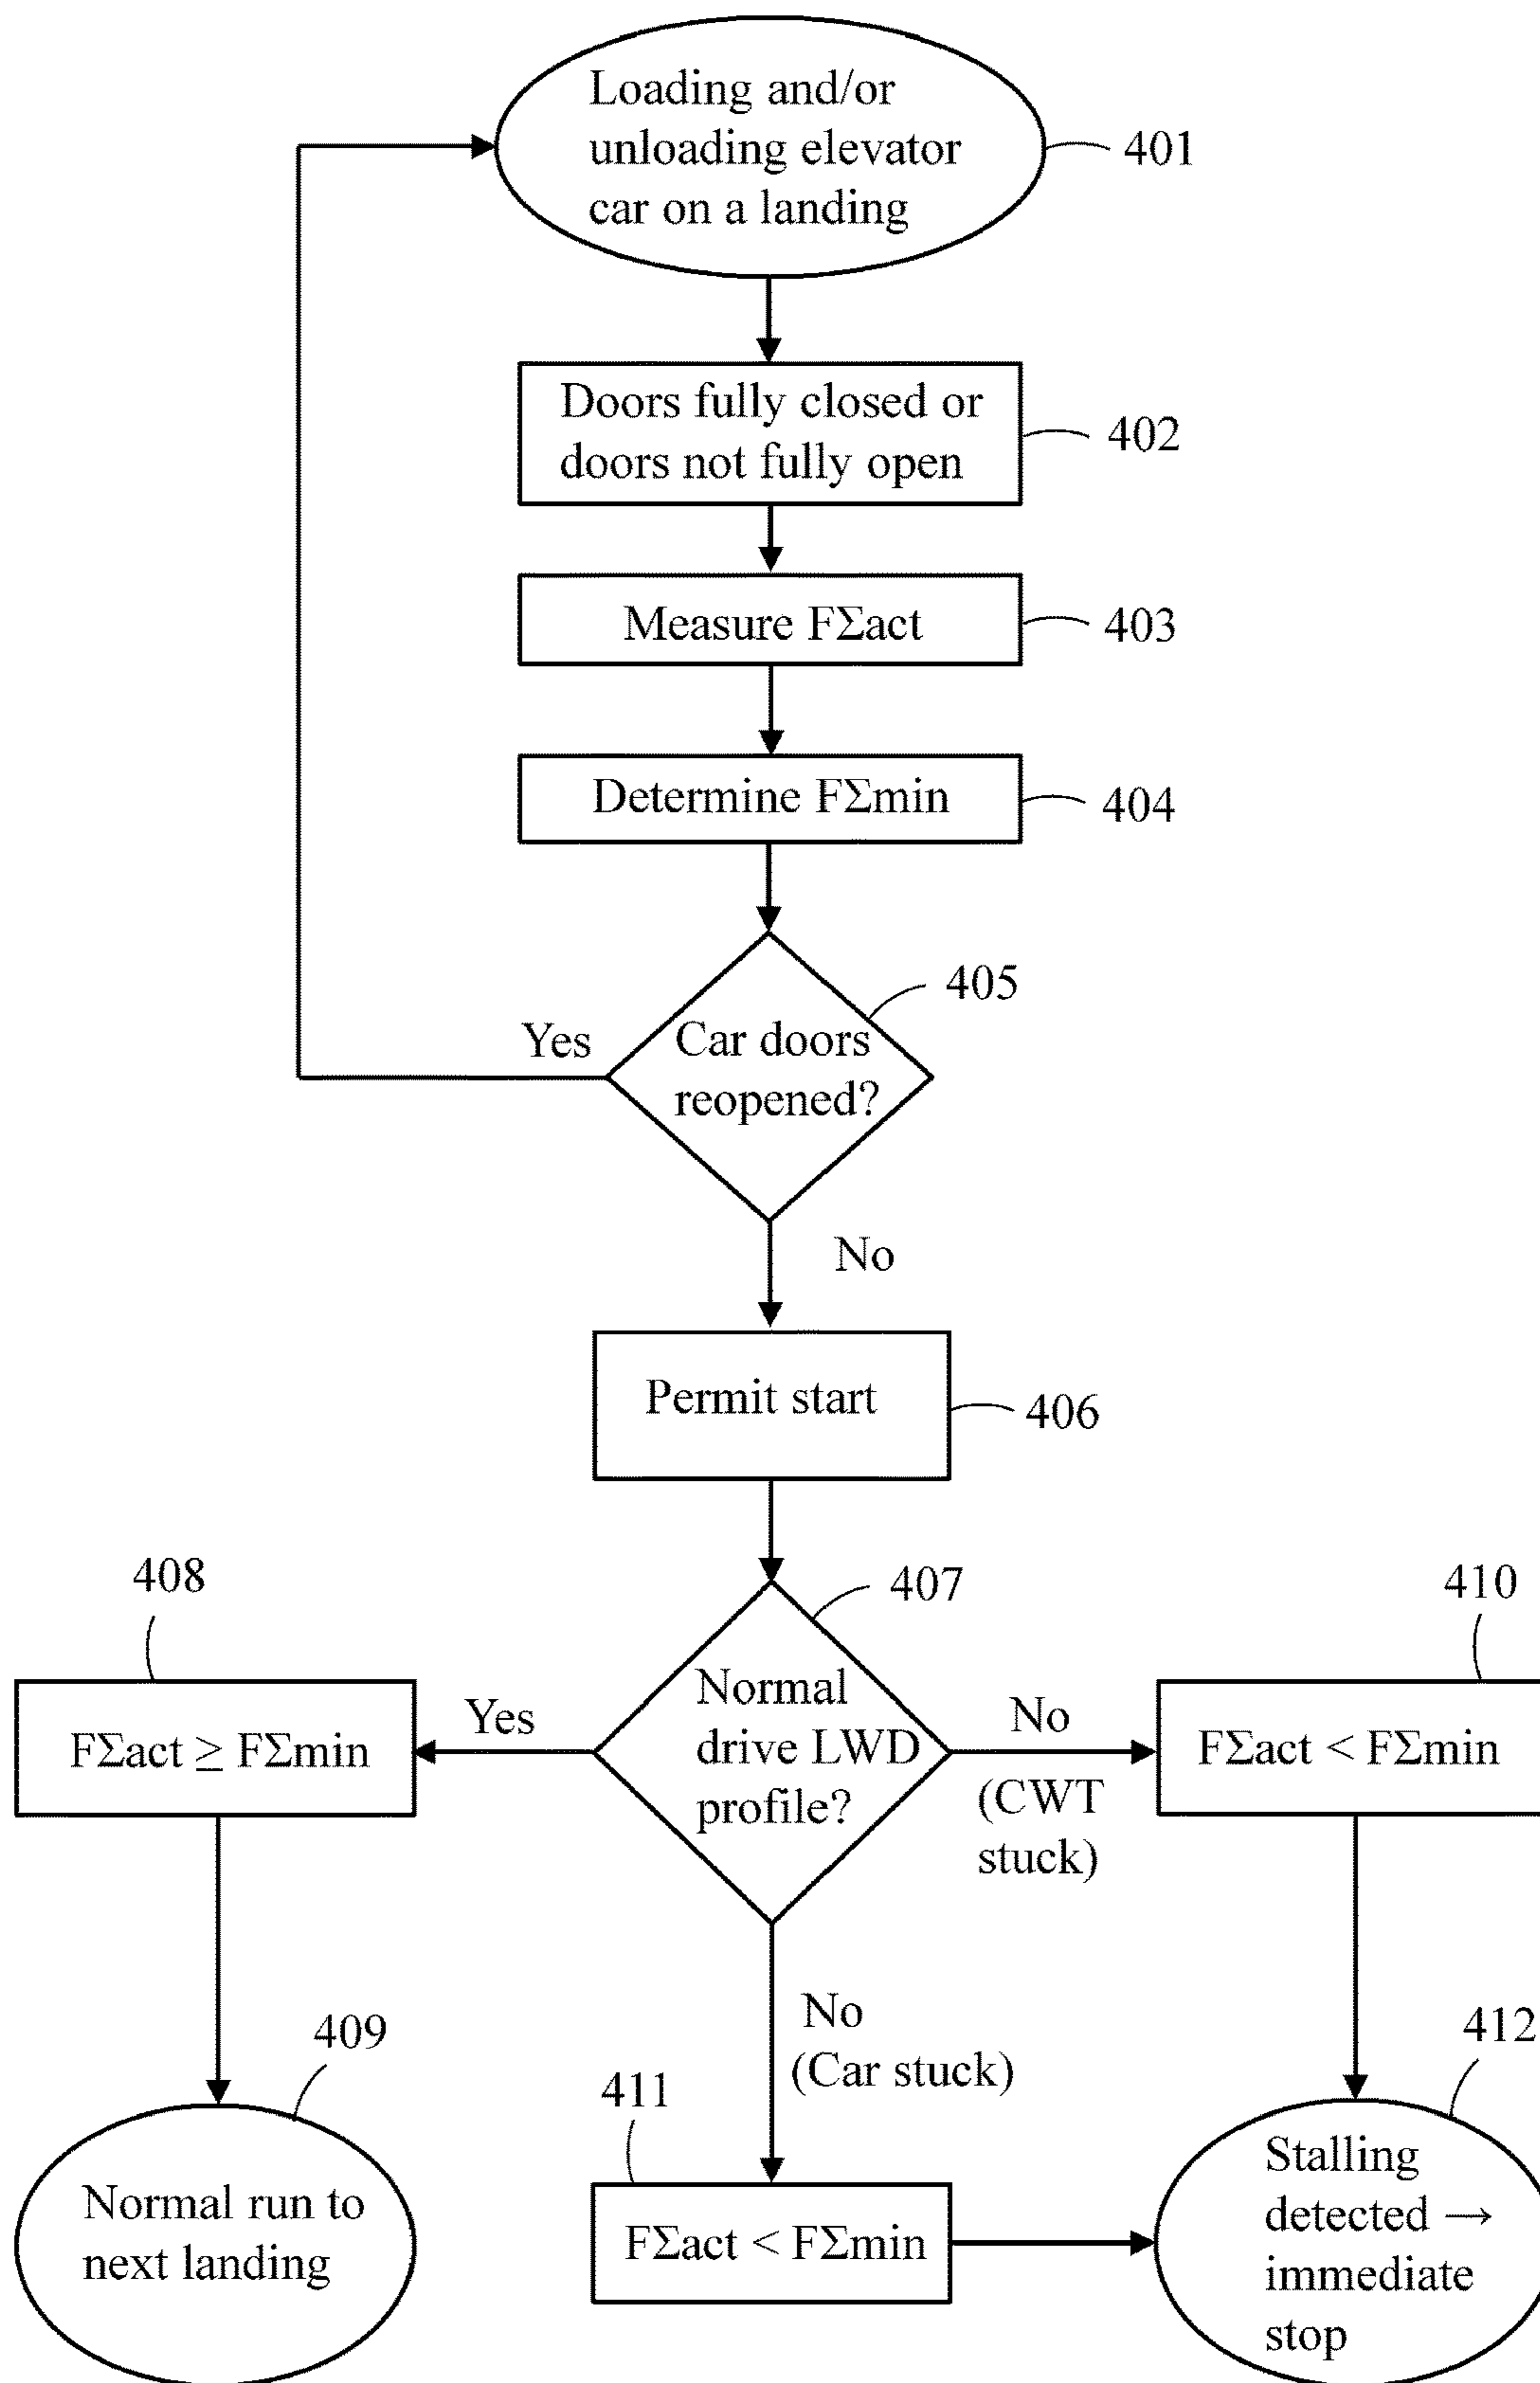 Loading and/or
unloading elevator
car on a landing
401
Doors fully closed or
doors not fully open
402
Measure FΣact
403
Determine FΣmin
404
405
Car doors
reopened?
Yes
No
Permit start
406
407
408
410
Normal
drive LWD
profile?
Yes
No
(CWT
stuck)
FΣact ≥ FΣmin
FΣact < FΣmin
No
(Car stuck)
409
411
412
Normal run to
next landing
FΣact < FΣmin
Stalling
detected →
immediate
stop